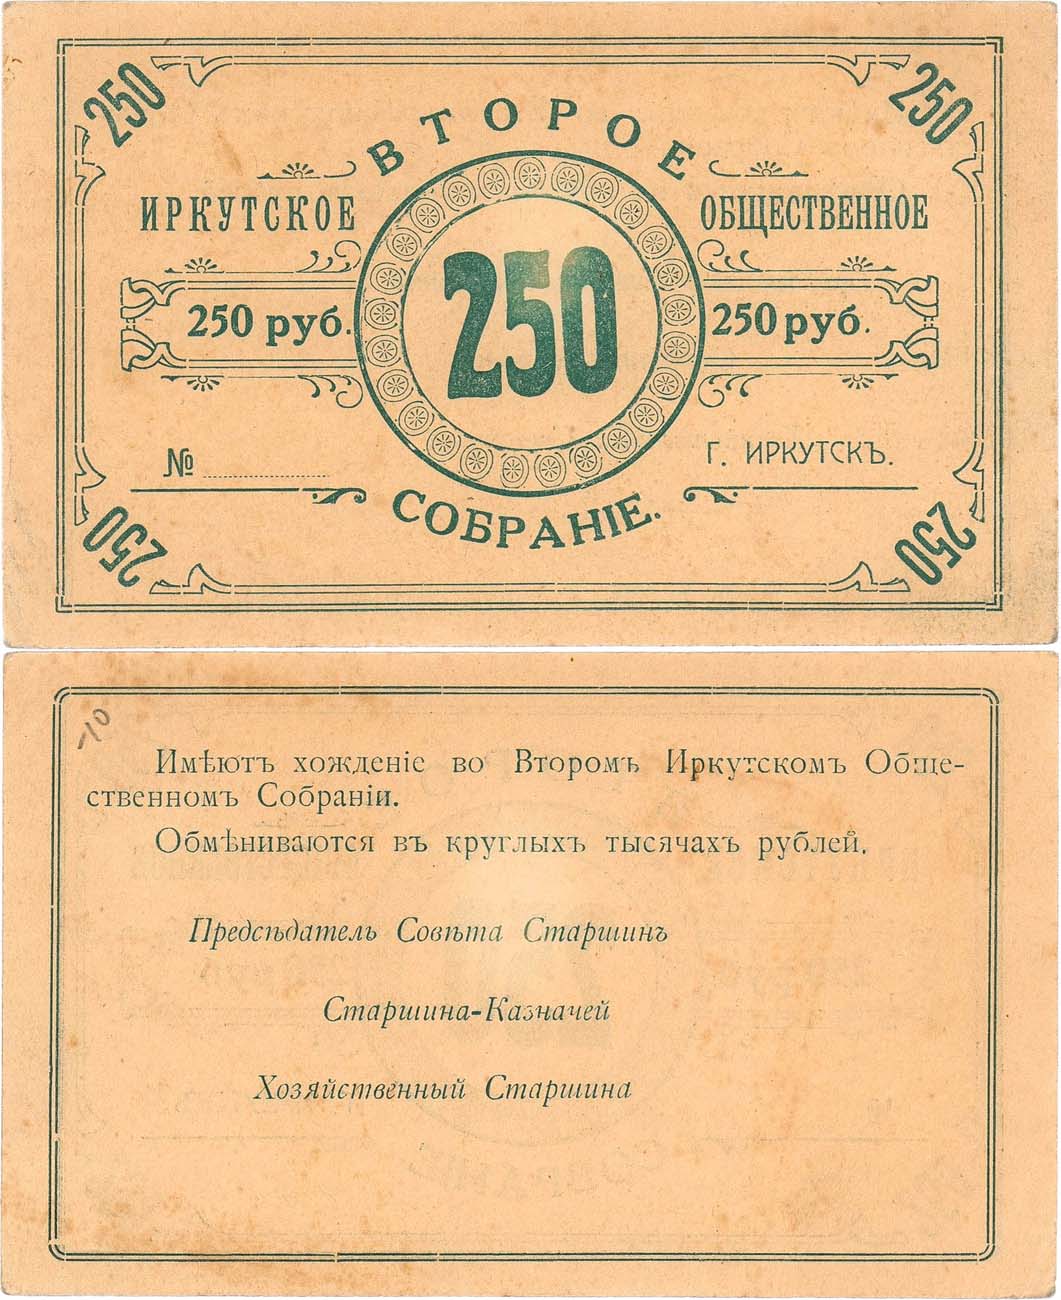 250 250
ВТОРОЕ
ИРКУТСКОЕ ОБЩЕСТВЕННОЕ
250 руб. 250 250 руб.
№ Г. ИРКУТСКЪ.
СОБРАНІЕ.
250 250
-10
Имѣютъ хожденіе во Второмъ Иркутскомъ Обще-
ственномъ Собраніи.
Обмѣниваются въ круглыхъ тысячахъ рублей.
Предсѣдатель Совѣта Старшинъ
Старшина-Казначей
Хозяйственный Старшина